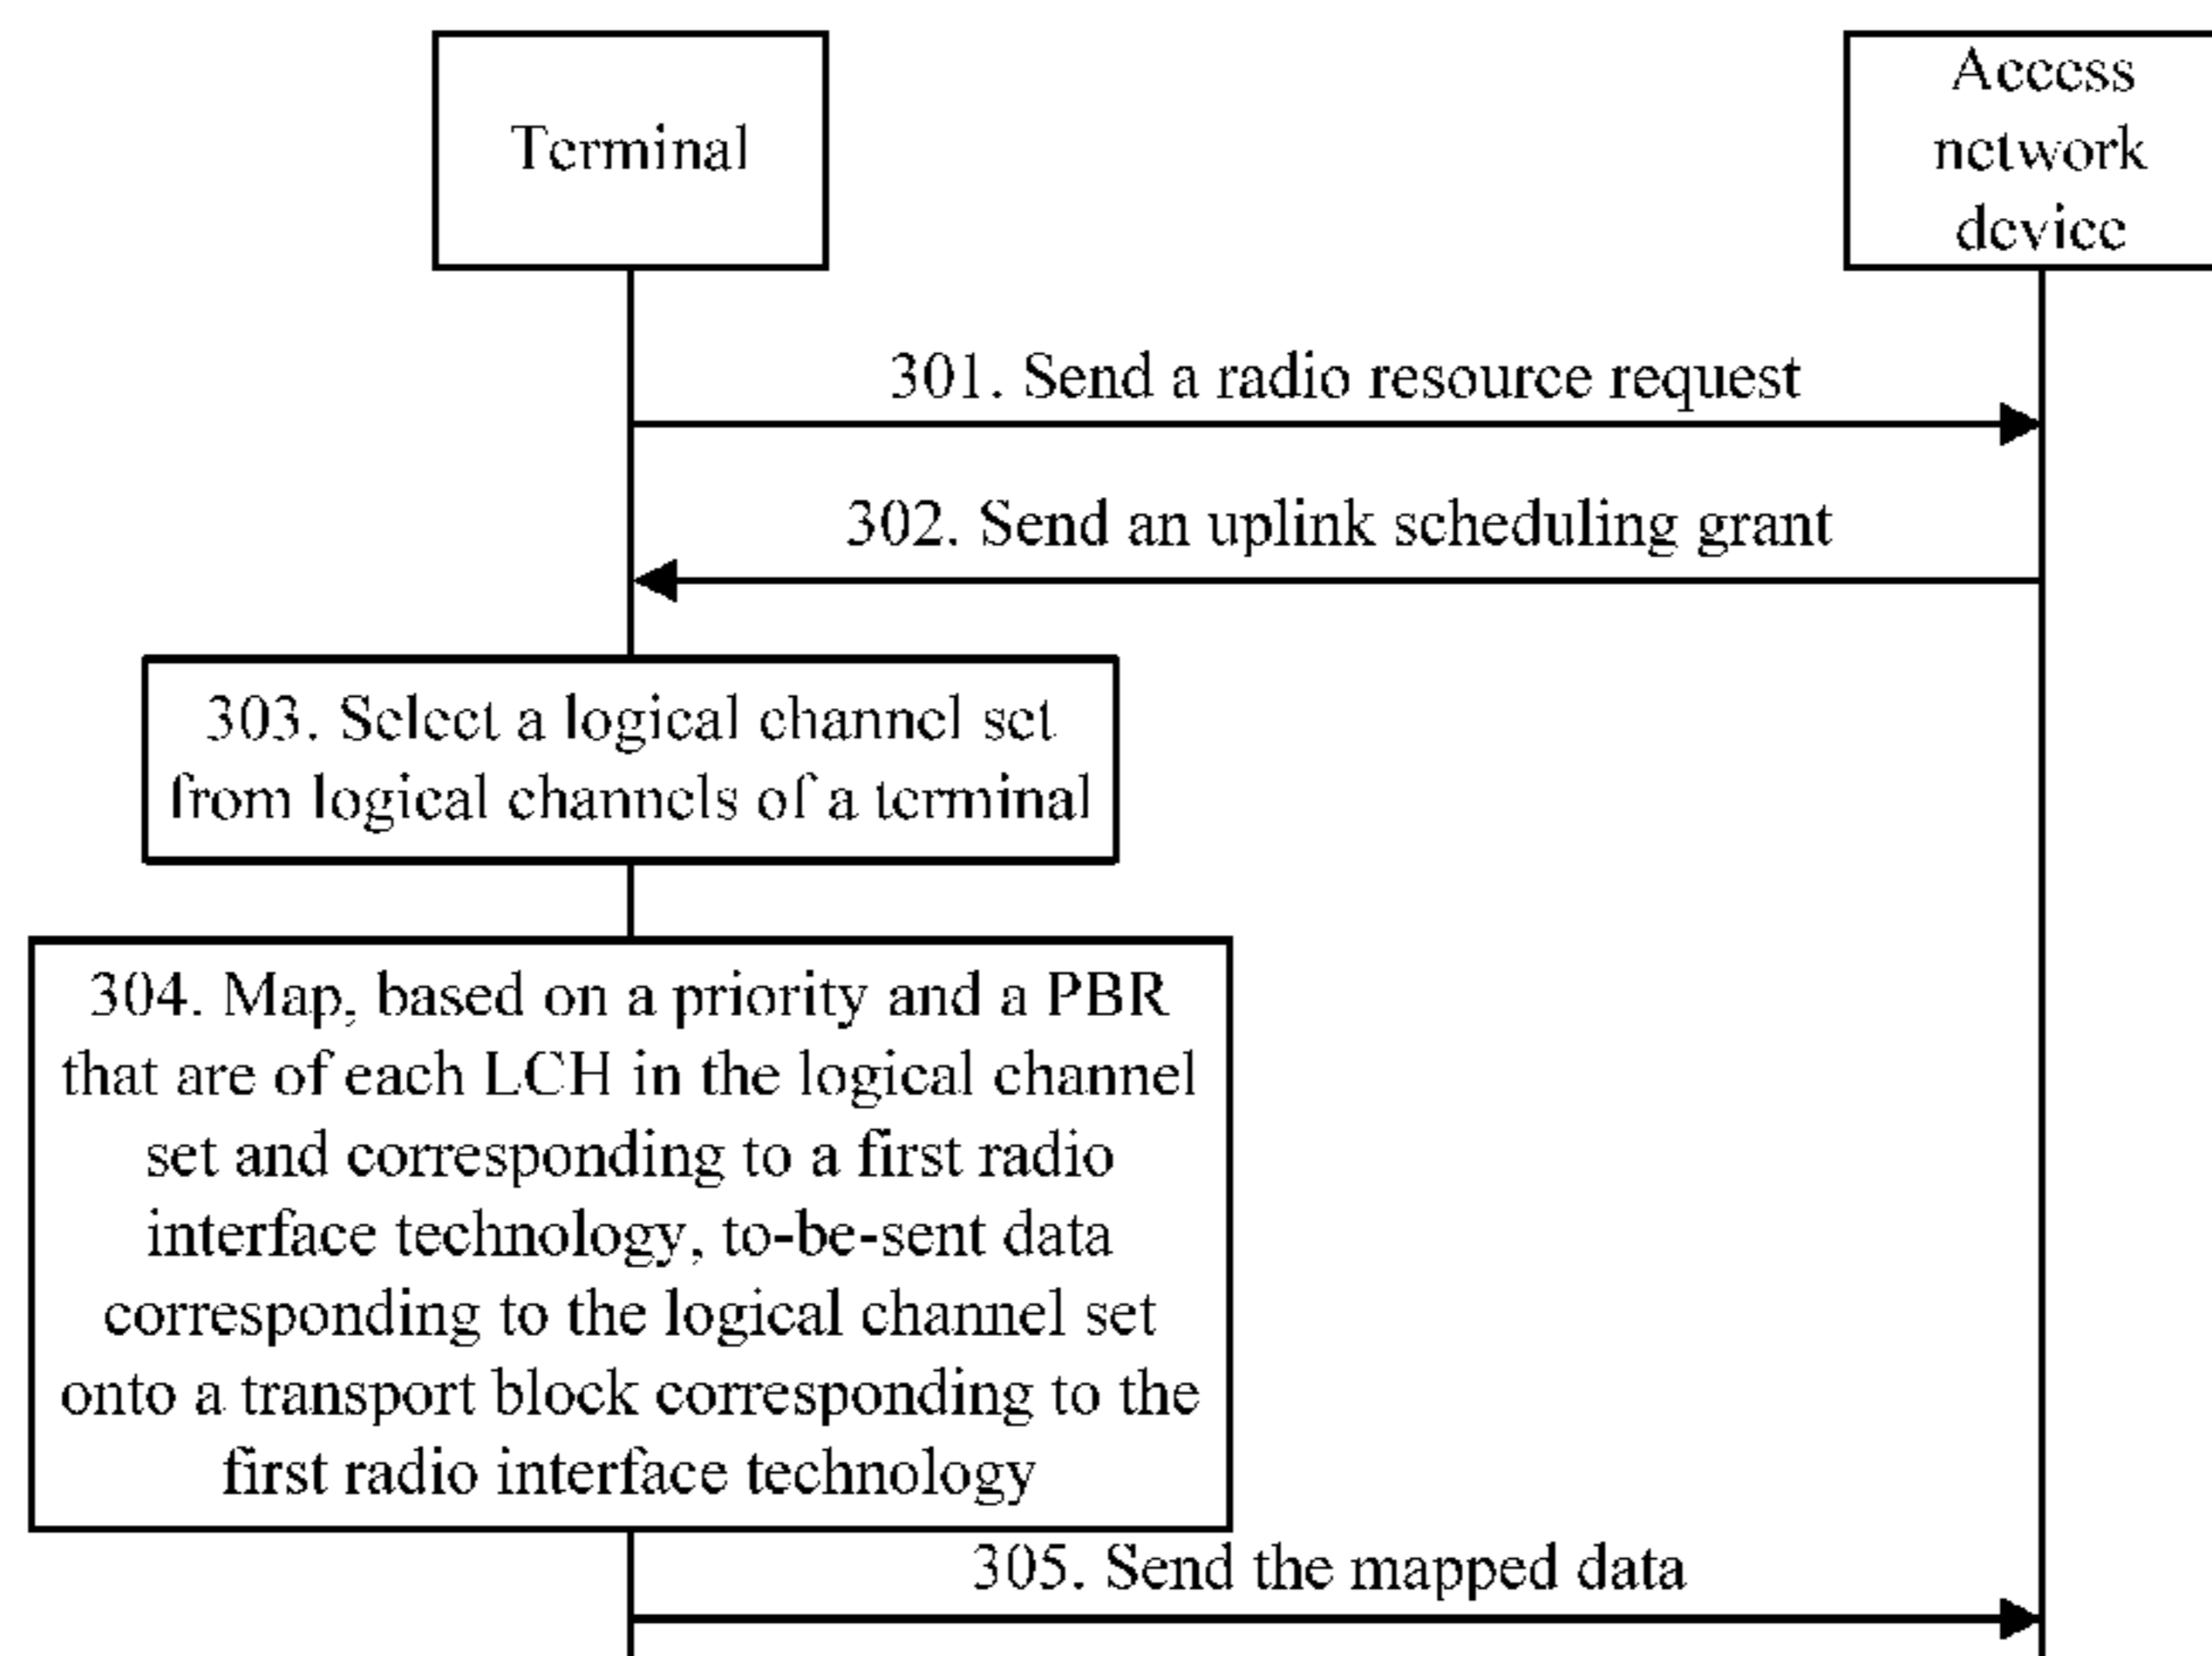 Terminal
Access
network
device
301. Send a radio resource request
302. Send an uplink scheduling grant
303. Select a logical channel set
from logical channels of a terminal
304. Map, based on a priority and a PBR
that are of each LCH in the logical channel
set and corresponding to a first radio
interface technology, to-be-sent data
corresponding to the logical channel set
onto a transport block corresponding to the
first radio interface technology
305. Send the mapped data